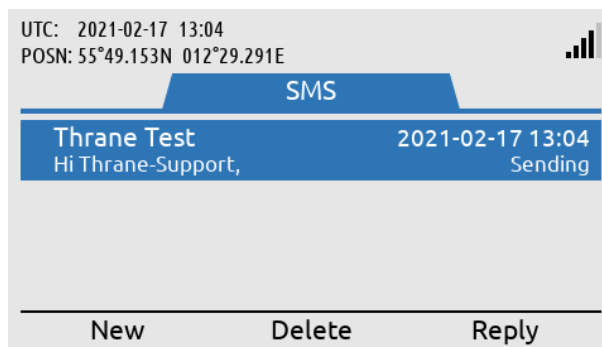 UTC: 2021-02-17 13:04
POSN: 55°49.153N 012°29.291E
SMS
Thrane Test 2021-02-17 13:04
Hi Thrane-Support, Sending
New Delete Reply